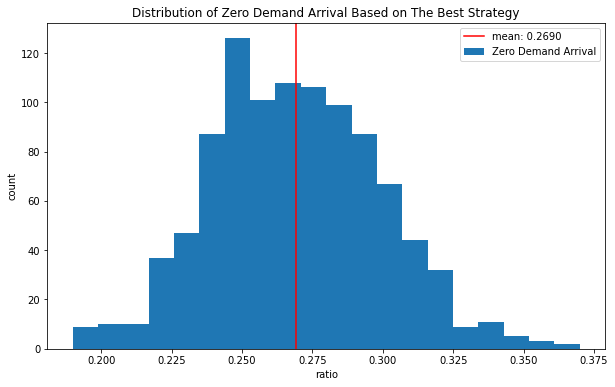 Distribution of Zero Demand Arrival Based on The Best Strategy
mean: 0.2690
Zero Demand Arrival
120
100
80
60
40
20
0
count
0.200 0.225 0.250 0.275 0.300 0.325 0.350 0.375
ratio